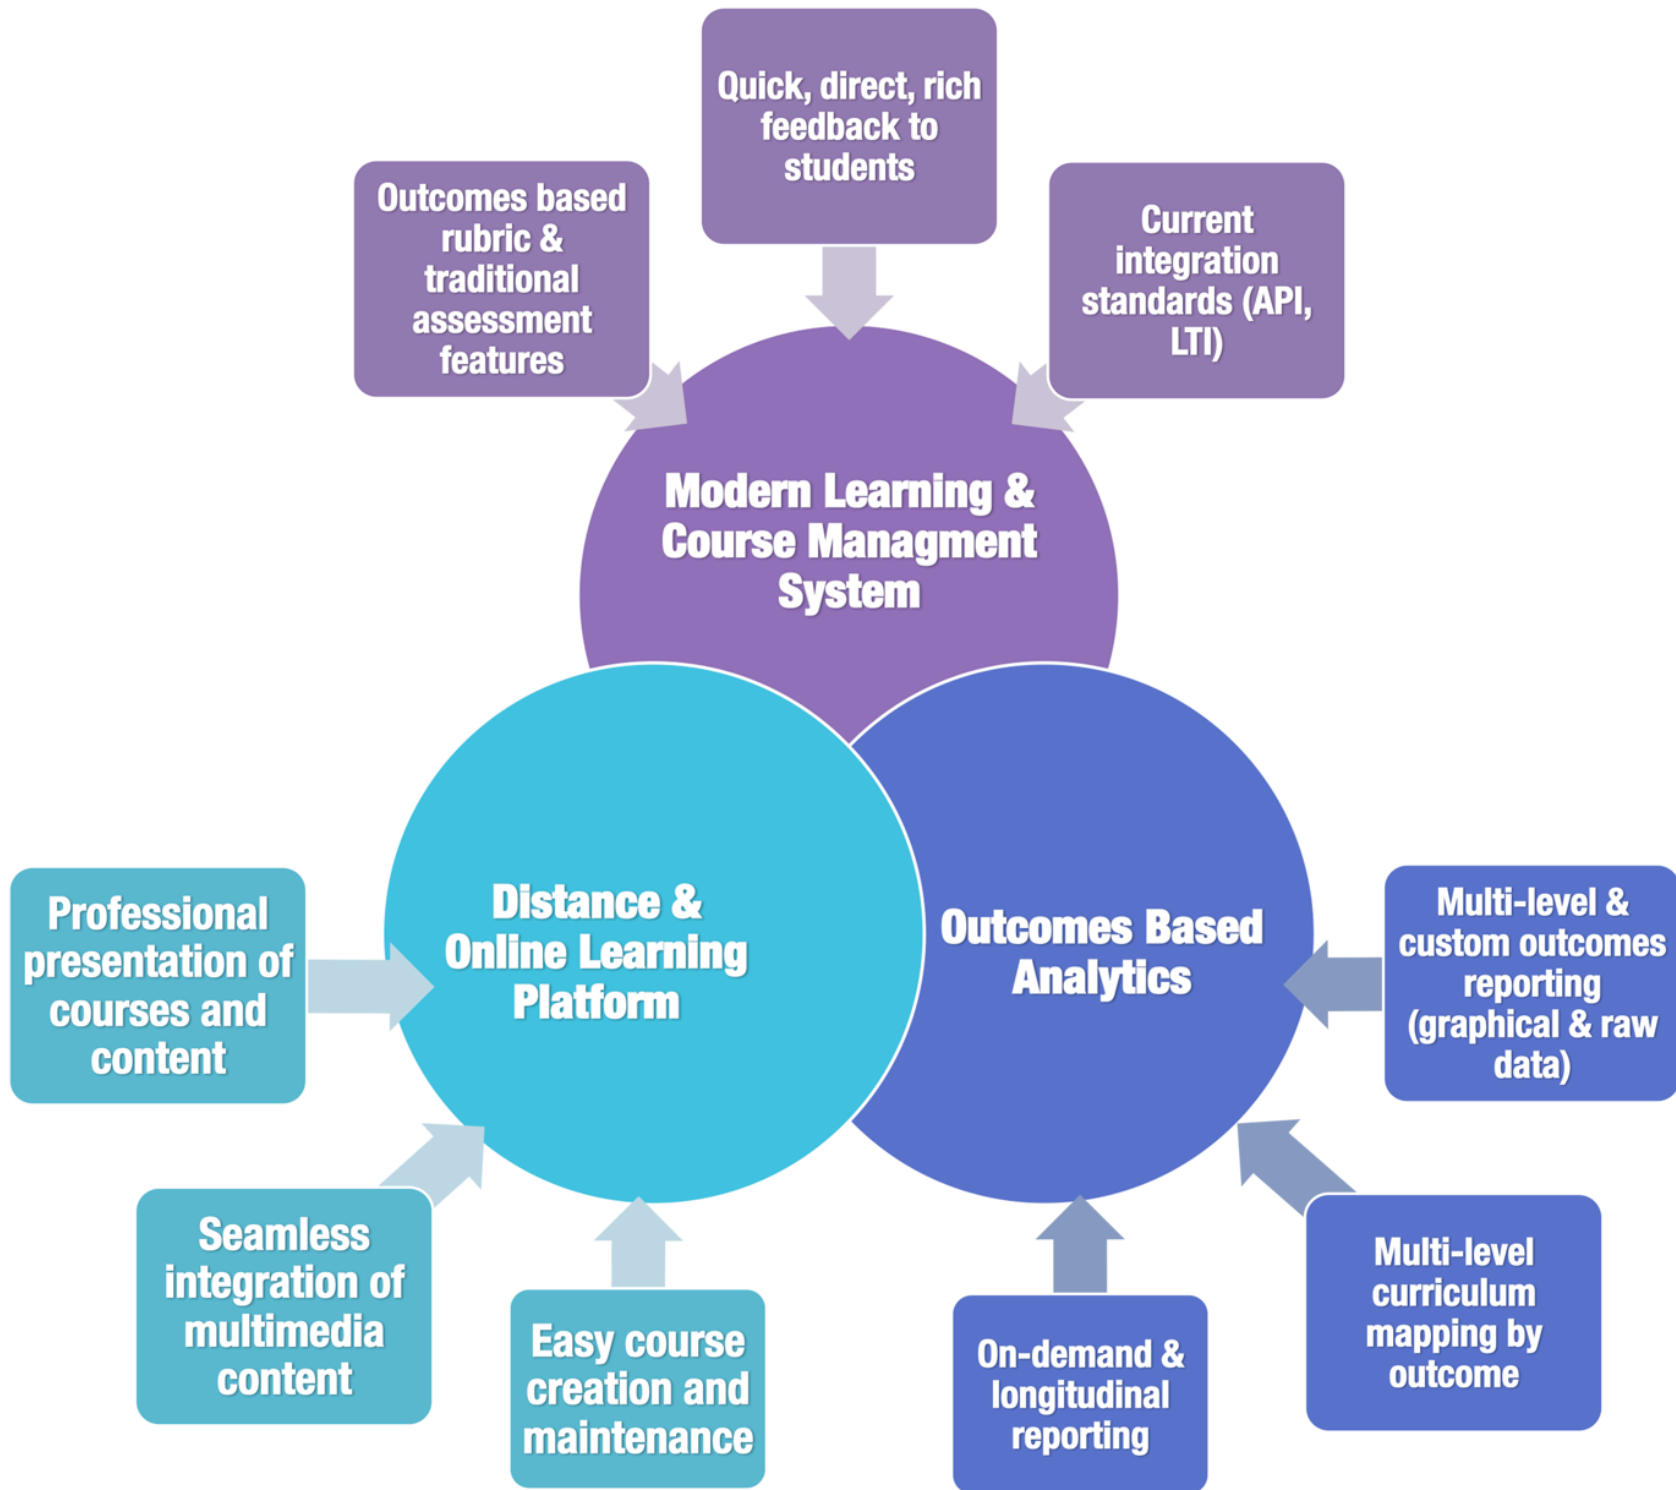 Quick, direct, rich
feedback to
students
Outcomes based
rubric &
traditional
assessment
features
Current
integration
standards (API,
LTI)
Modern Learning &
Course Managment
System
Distance &
Online Learning
Platform
Outcomes Based
Analytics
Professional
presentation of
courses and
content
Multi-level &
custom outcomes
reporting
(graphical & raw
data)
Seamless
integration of
multimedia
content
Easy course
creation and
maintenance
On-demand &
longitudinal
reporting
Multi-level
curriculum
mapping by
outcome